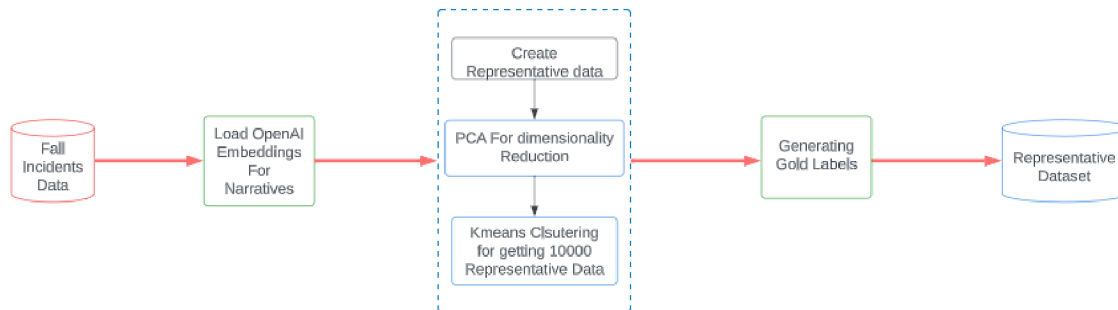 Fall
Incidents
Data
Load OpenAI
Embeddings
For
Narratives
Create
Representative data
PCA For dimensionality
Reduction
Kmeans Clsutering
for getting 10000
Representative Data
Generating
Gold Labels
Representative
Dataset